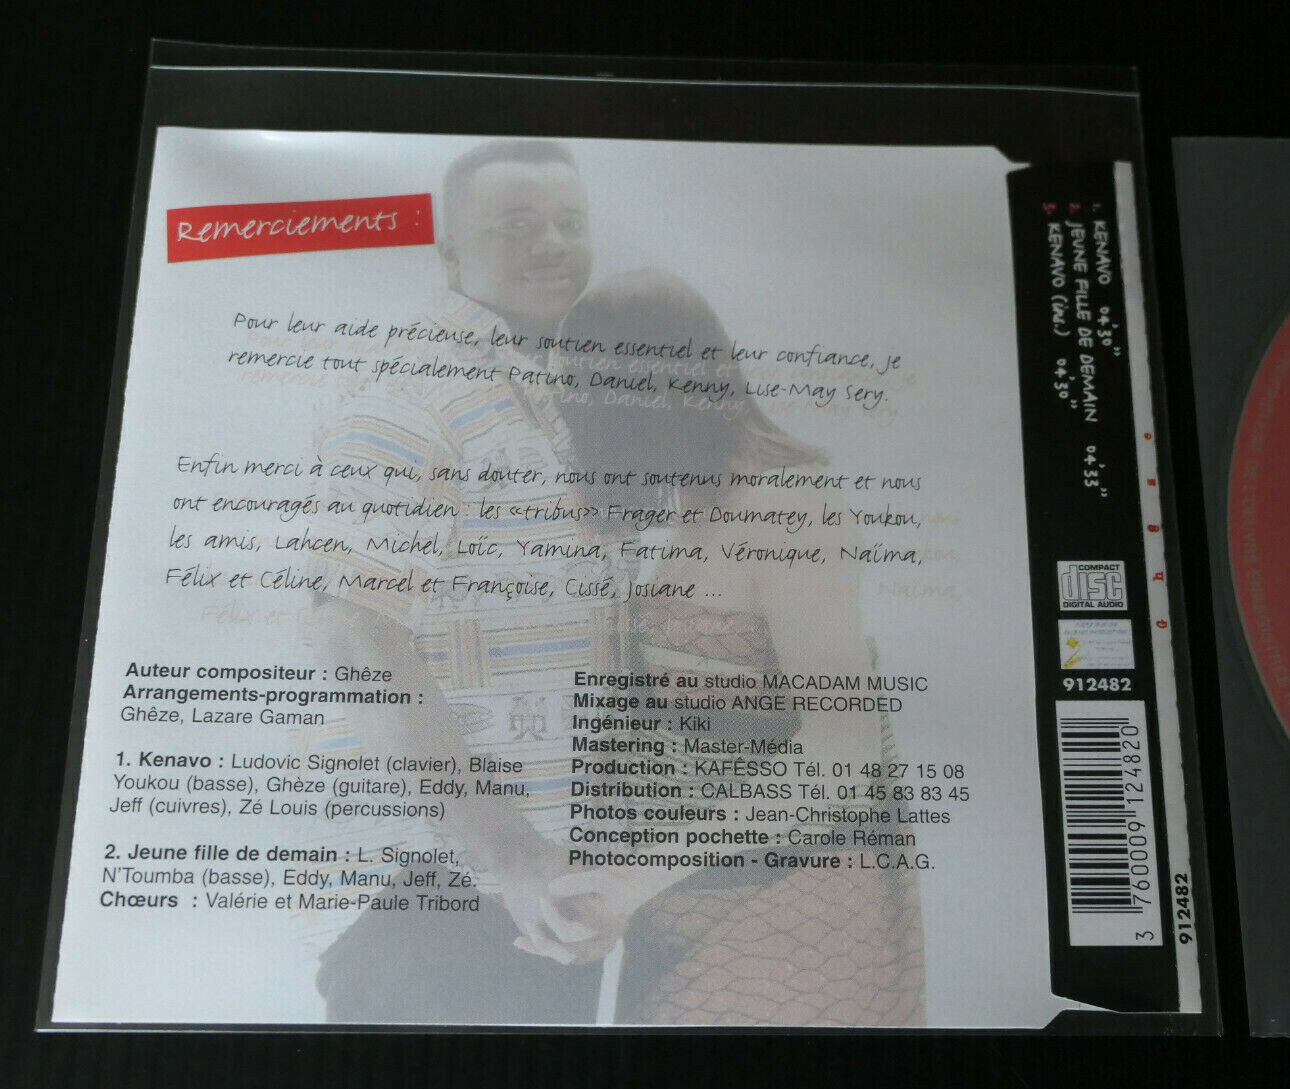 Remerciements :
Pour leur aide précieuse, leur soutien essentiel et leur confiance, je
remercie tout spécialement Patino, Daniel, Kenny, Lise-May Sery.
Enfin merci à ceux qui, sans douter, nous ont soutenus moralement et nous
ont encouragés au quotidien : les «tribus» Frager et Doumatey, les Youkou,
les amis, Lahcen, Michel, Loïc, Yamina, Fatima, Véronique, Naïma,
Félix et Céline, Marcel et Françoise, Cissé, Josiane ...
Auteur compositeur : Ghêze
Arrangements-programmation :
Ghêze, Lazare Gaman
1. Kenavo : Ludovic Signolet (clavier), Blaise
Youkou (basse), Ghèze (guitare), Eddy, Manu,
Jeff (cuivres), Zé Louis (percussions)
2. Jeune fille de demain : L. Signolet,
N'Toumba (basse), Eddy, Manu, Jeff, Zé.
Chœurs : Valérie et Marie-Paule Tribord
Enregistré au studio MACADAM MUSIC
Mixage au studio ANGE RECORDED
Ingénieur : Kiki
Mastering : Master-Média
Production : KAFÊSSO Tél. 01 48 27 15 08
Distribution : CALBASS Tél. 01 45 83 83 45
Photos couleurs : Jean-Christophe Lattes
Conception pochette : Carole Réman
Photocomposition - Gravure : L.C.A.G.
1. KENAVO 04'30"
2. JEUNE FILLE DE DEMAIN 04'33"
3. KENAVO (ins.) 04'30"
COMPACT
disc
DIGITAL AUDIO
912482
3 760009 124820
912482